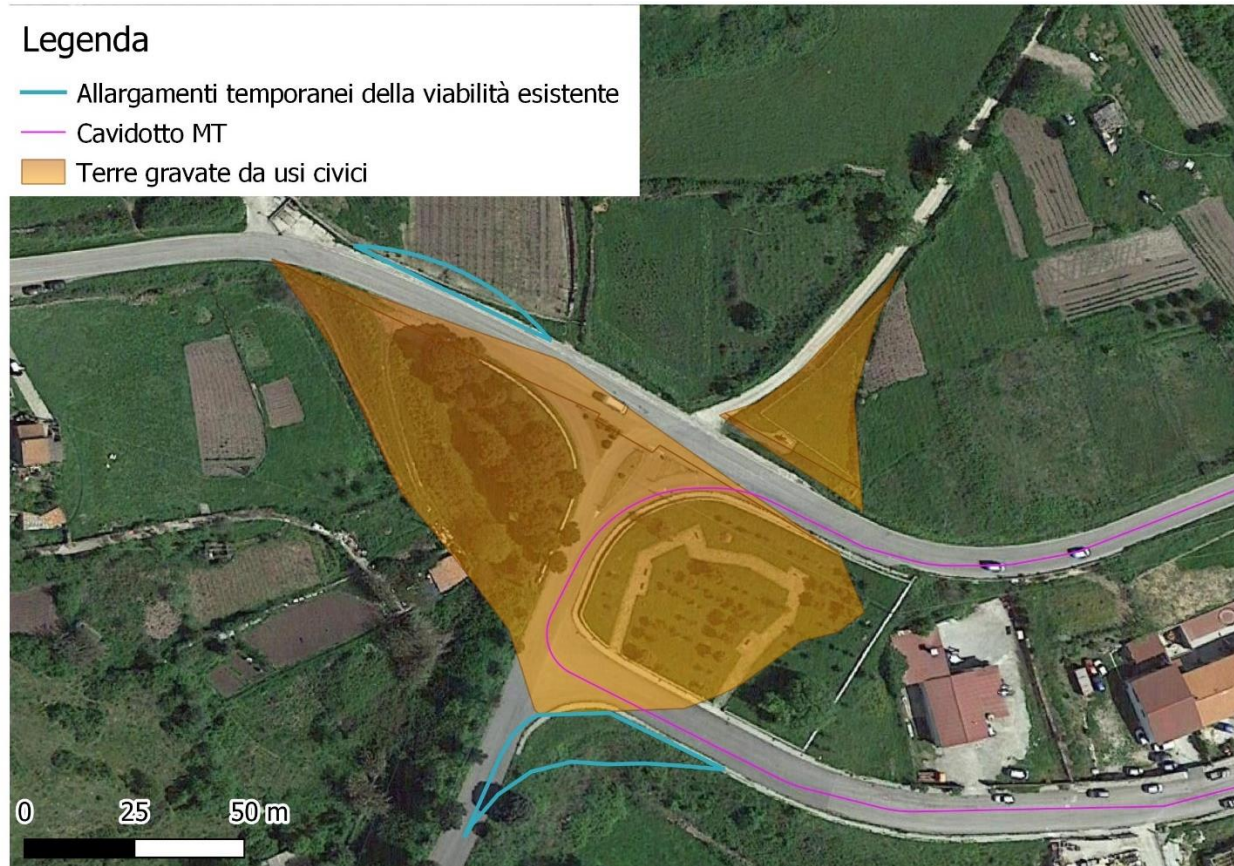 Legenda
Allargamenti temporanei della viabilità esistente
Cavidotto MT
Terre gravate da usi civici
0 25 50 m